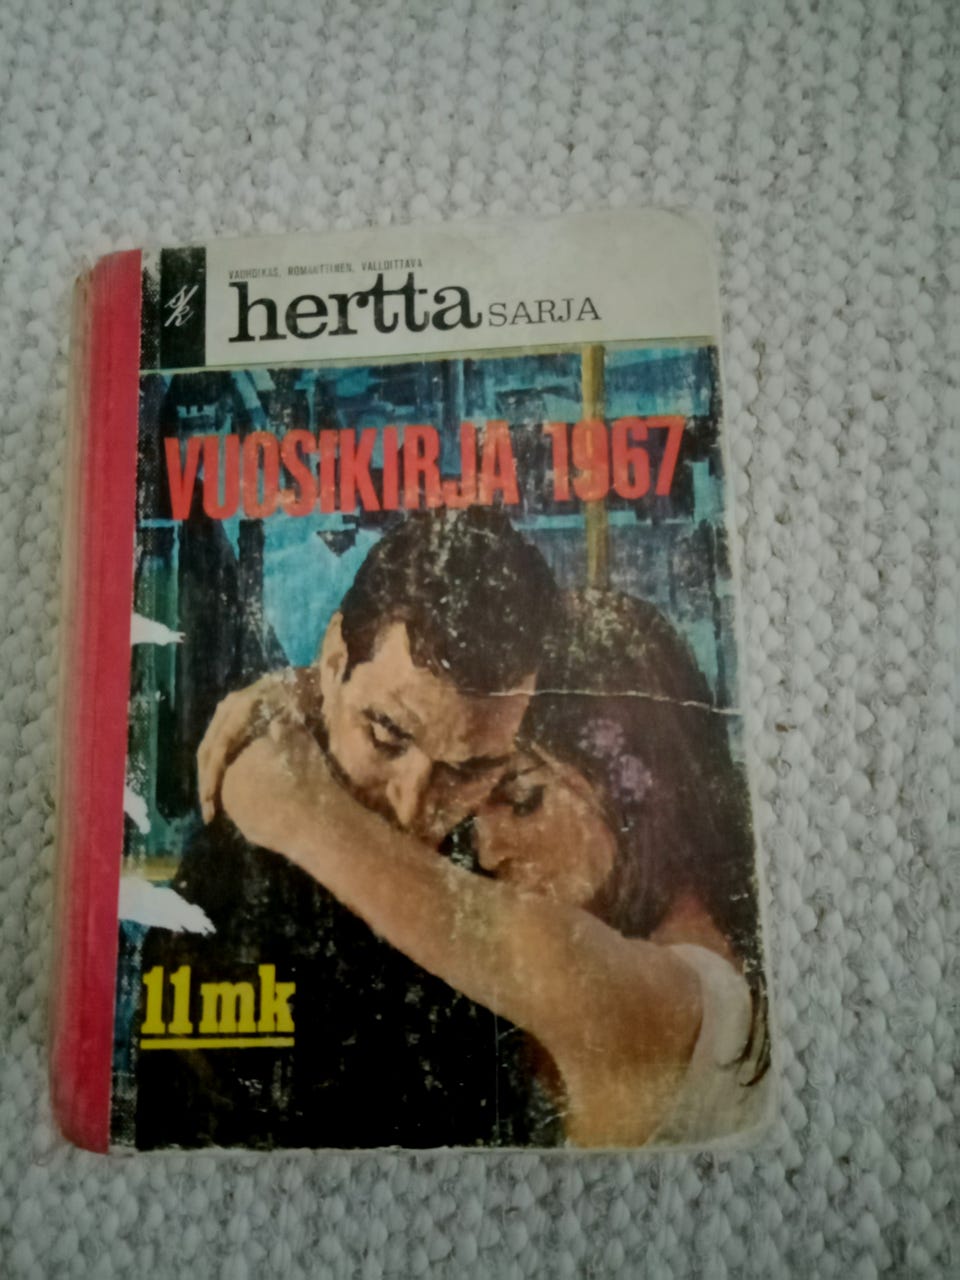 VAUHDIKAS, ROMANTTINEN, VALLOITTAVA
hertta SARJA
VUOSIKIRJA 1967
11mk